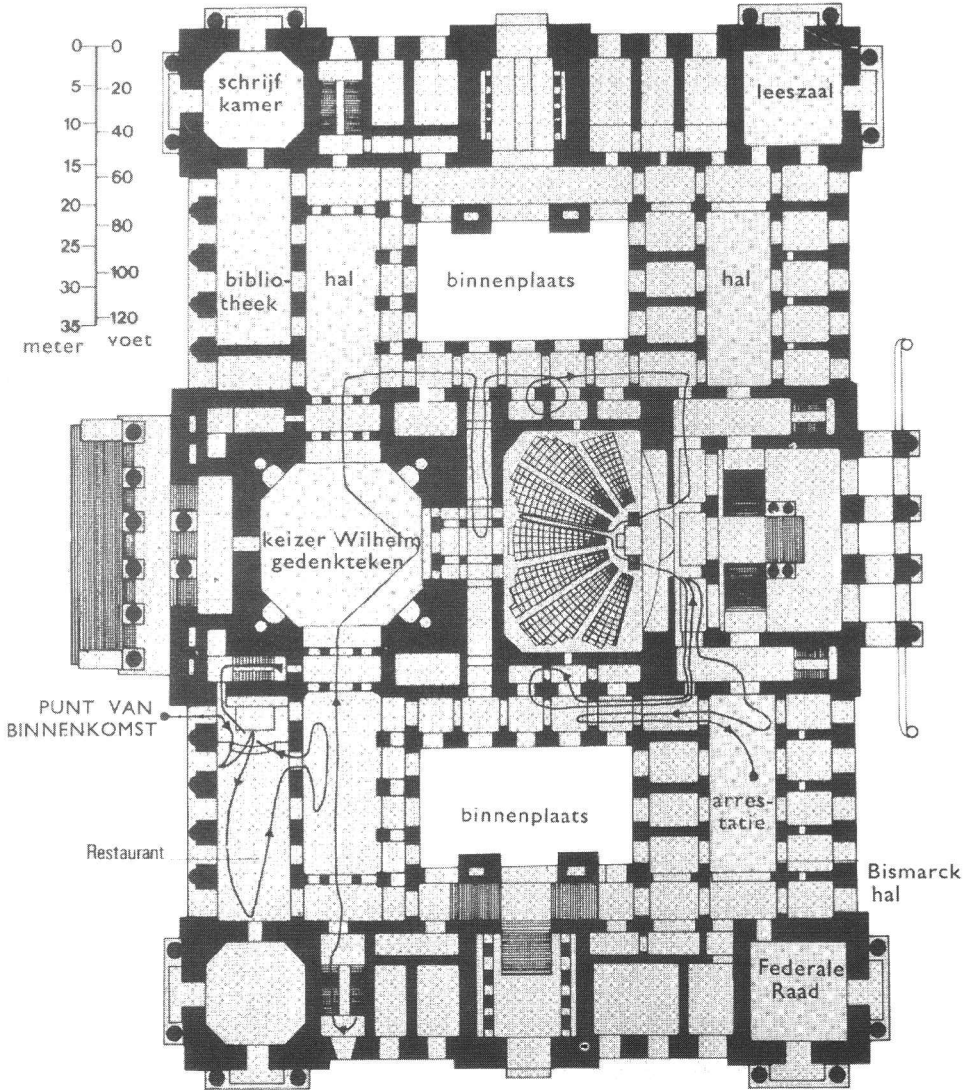 schrijf
kamer
leeszaal
0 0
5 20
10 40
15 60
20 80
25
30 100
35 120
meter voet
biblio-
theek
hal
binnenplaats
hal
keizer Wilhelm
gedenkteken
PUNT VAN
BINNENKOMST
Restaurant
binnenplaats
arres-
tatie
Bismarck
hal
Federale
Raad